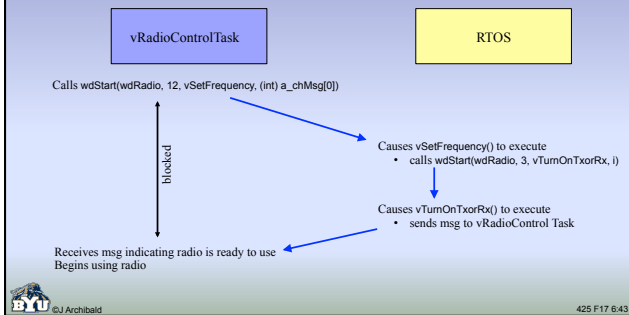 vRadioControlTask
RTOS
Calls wdStart(wdRadio, 12, vSetFrequency, (int) a_chMsg[0])
blocked
Causes vSetFrequency() to execute
• calls wdStart(wdRadio, 3, vTurnOnTxorRx, i)
Causes vTurnOnTxorRx() to execute
• sends msg to vRadioControl Task
Receives msg indicating radio is ready to use
Begins using radio
BYU ©J Archibald
425 F17 6:43